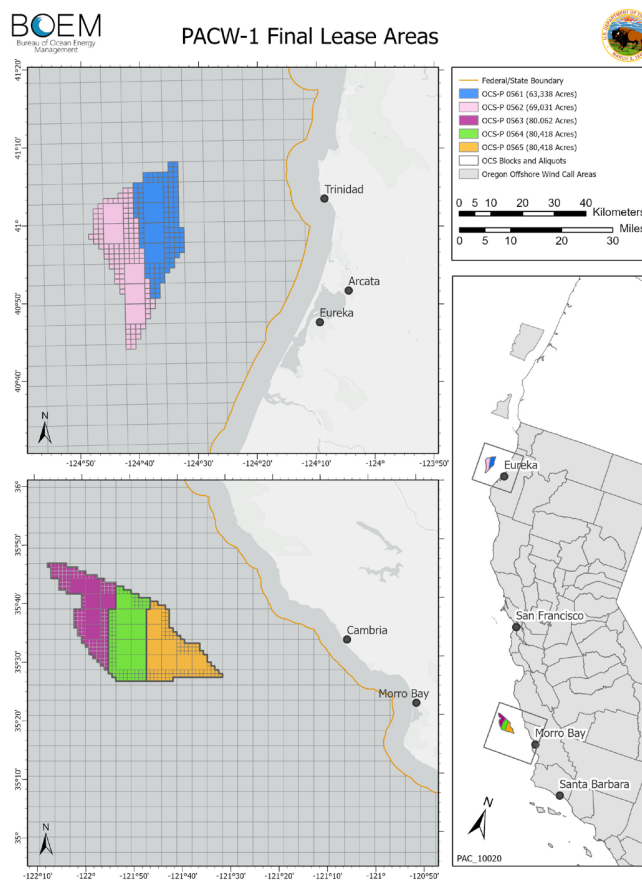 BOEM
Bureau of Ocean Energy
Management
PACW-1 Final Lease Areas
41°20'
41°10'
41°
40°50'
40°40'
Trinidad
Arcata
Eureka
N
-124°50'
-124°40'
-124°30'
-124°20'
-124°10'
-124°
-123°50'
Federal/State Boundary
OCS-P 0561 (63,338 Acres)
OCS-P 0562 (69,031 Acres)
OCS-P 0563 (80,062 Acres)
OCS-P 0564 (80,418 Acres)
OCS-P 0565 (80,418 Acres)
OCS Blocks and Aliquots
Oregon Offshore Wind Call Areas
0 5 10 20 30 40 Kilometers
Miles
0 5 10 20 30
36°
35°50'
35°40'
35°30'
35°20'
35°10'
35°
Cambria
Morro Bay
N
-122°10'
-122°
-121°50'
-121°40'
-121°30'
-121°20'
-121°10'
-121°
-120°50'
Eureka
San Francisco
Morro Bay
Santa Barbara
N
PAC_10020